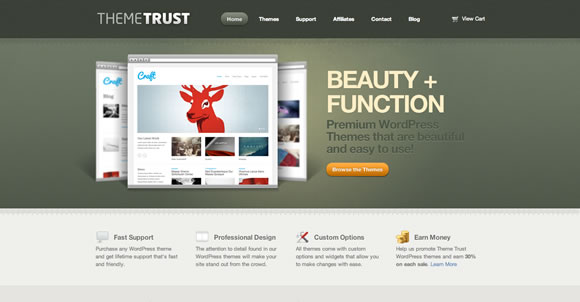 THEMETRUST
Home Themes Support Affiliates Contact Blog View Cart
Craft
BEAUTY +
FUNCTION
Premium WordPress
Themes that are beautiful
and easy to use!
Browse the Themes
Fast Support
Purchase any WordPress theme
and get lifetime support that's fast
and friendly.
Professional Design
The attention to detail found in our
WordPress themes will make your
site stand out from the crowd.
Custom Options
All themes come with custom
options and widgets that allow you
to make changes with ease.
Earn Money
Help us promote Theme Trust
WordPress themes and earn 30%
on each sale. Learn More